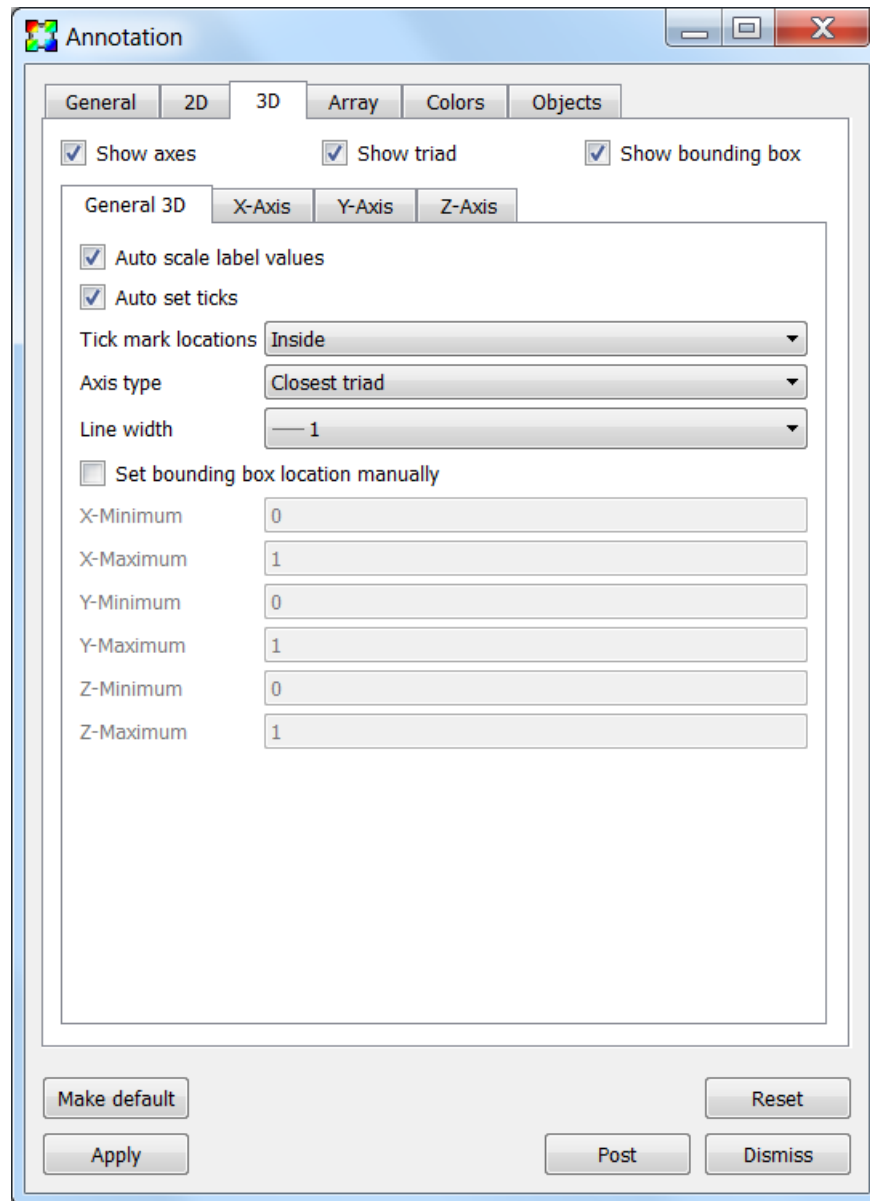 Annotation
General 2D 3D Array Colors Objects
Show axes Show triad Show bounding box
General 3D X-Axis Y-Axis Z-Axis
Auto scale label values
Auto set ticks
Tick mark locations Inside
Axis type Closest triad
Line width 1
Set bounding box location manually
X-Minimum 0
X-Maximum 1
Y-Minimum 0
Y-Maximum 1
Z-Minimum 0
Z-Maximum 1
Make default Reset
Apply Post Dismiss